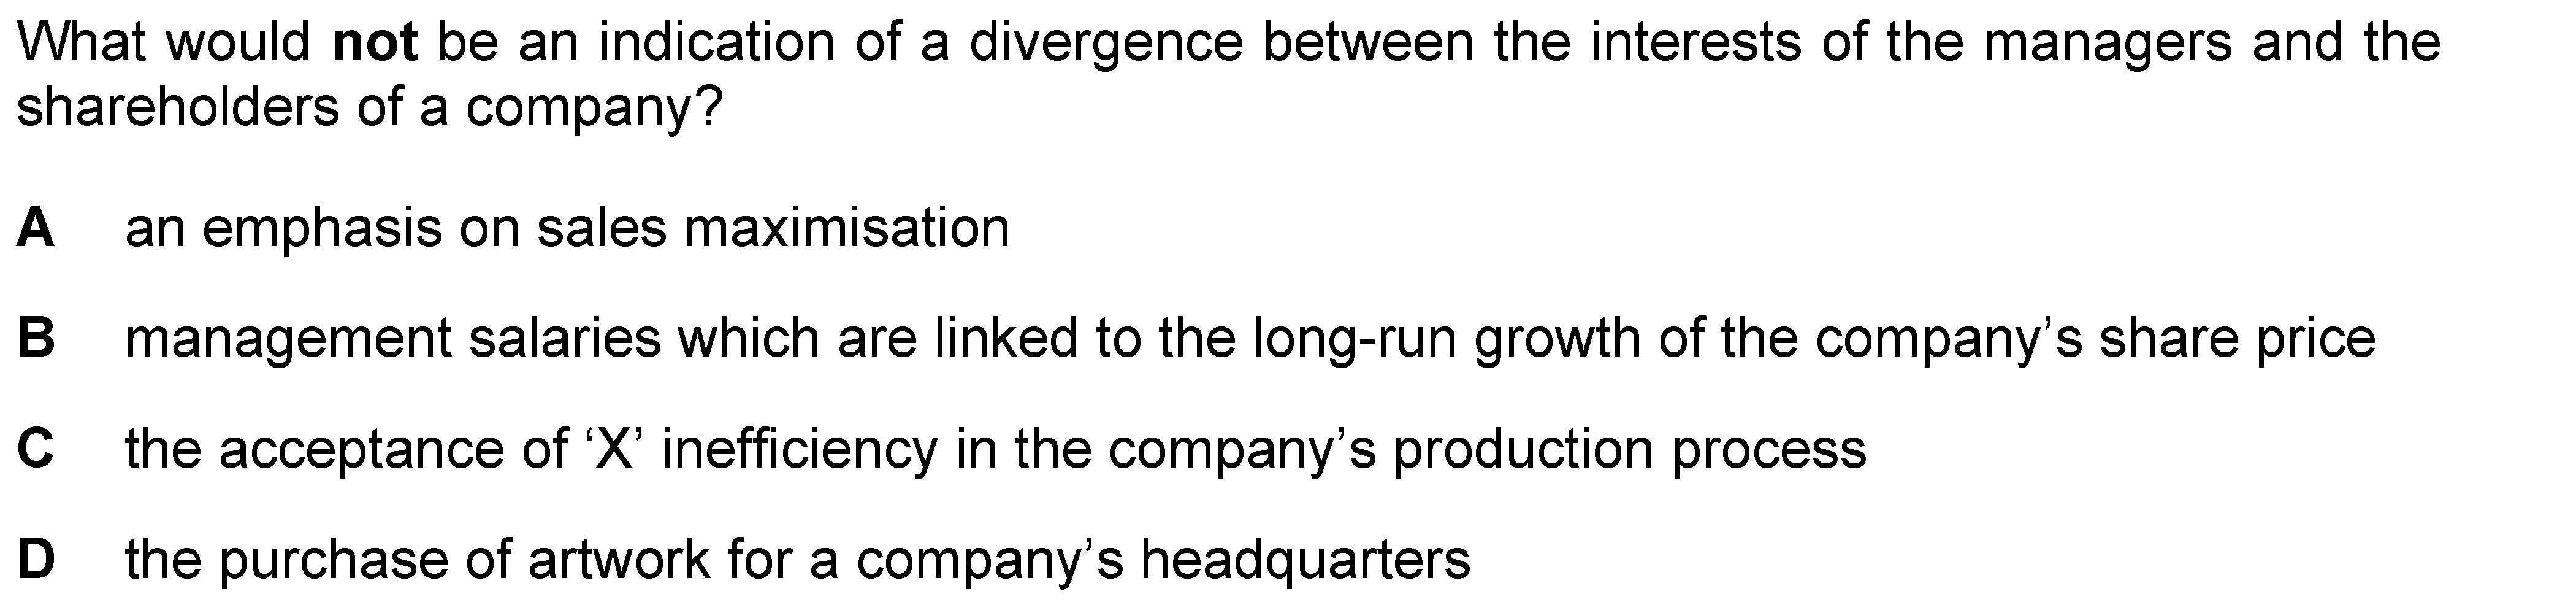 What would not be an indication of a divergence between the interests of the managers and the
shareholders of a company?
A an emphasis on sales maximisation
B management salaries which are linked to the long-run growth of the company’s share price
C the acceptance of ‘X’ inefficiency in the company’s production process
D the purchase of artwork for a company’s headquarters